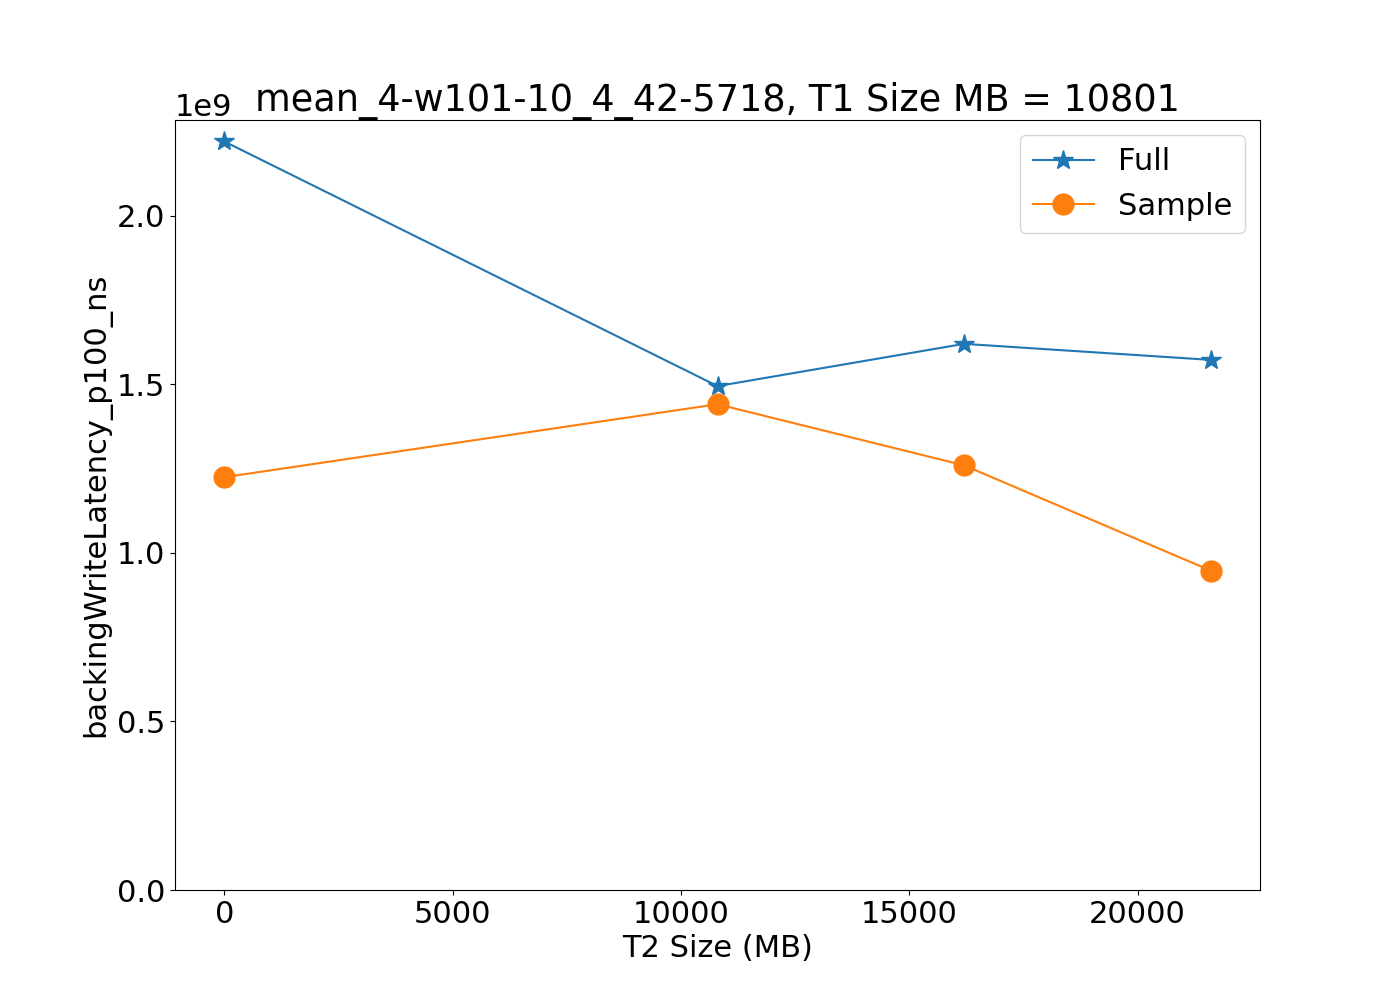 1e9
mean_4-w101-10_4_42-5718, T1 Size MB = 10801
Full
Sample
2.0
1.5
1.0
0.5
0.0
backingWriteLatency_p100_ns
0
5000
10000
15000
20000
T2 Size (MB)